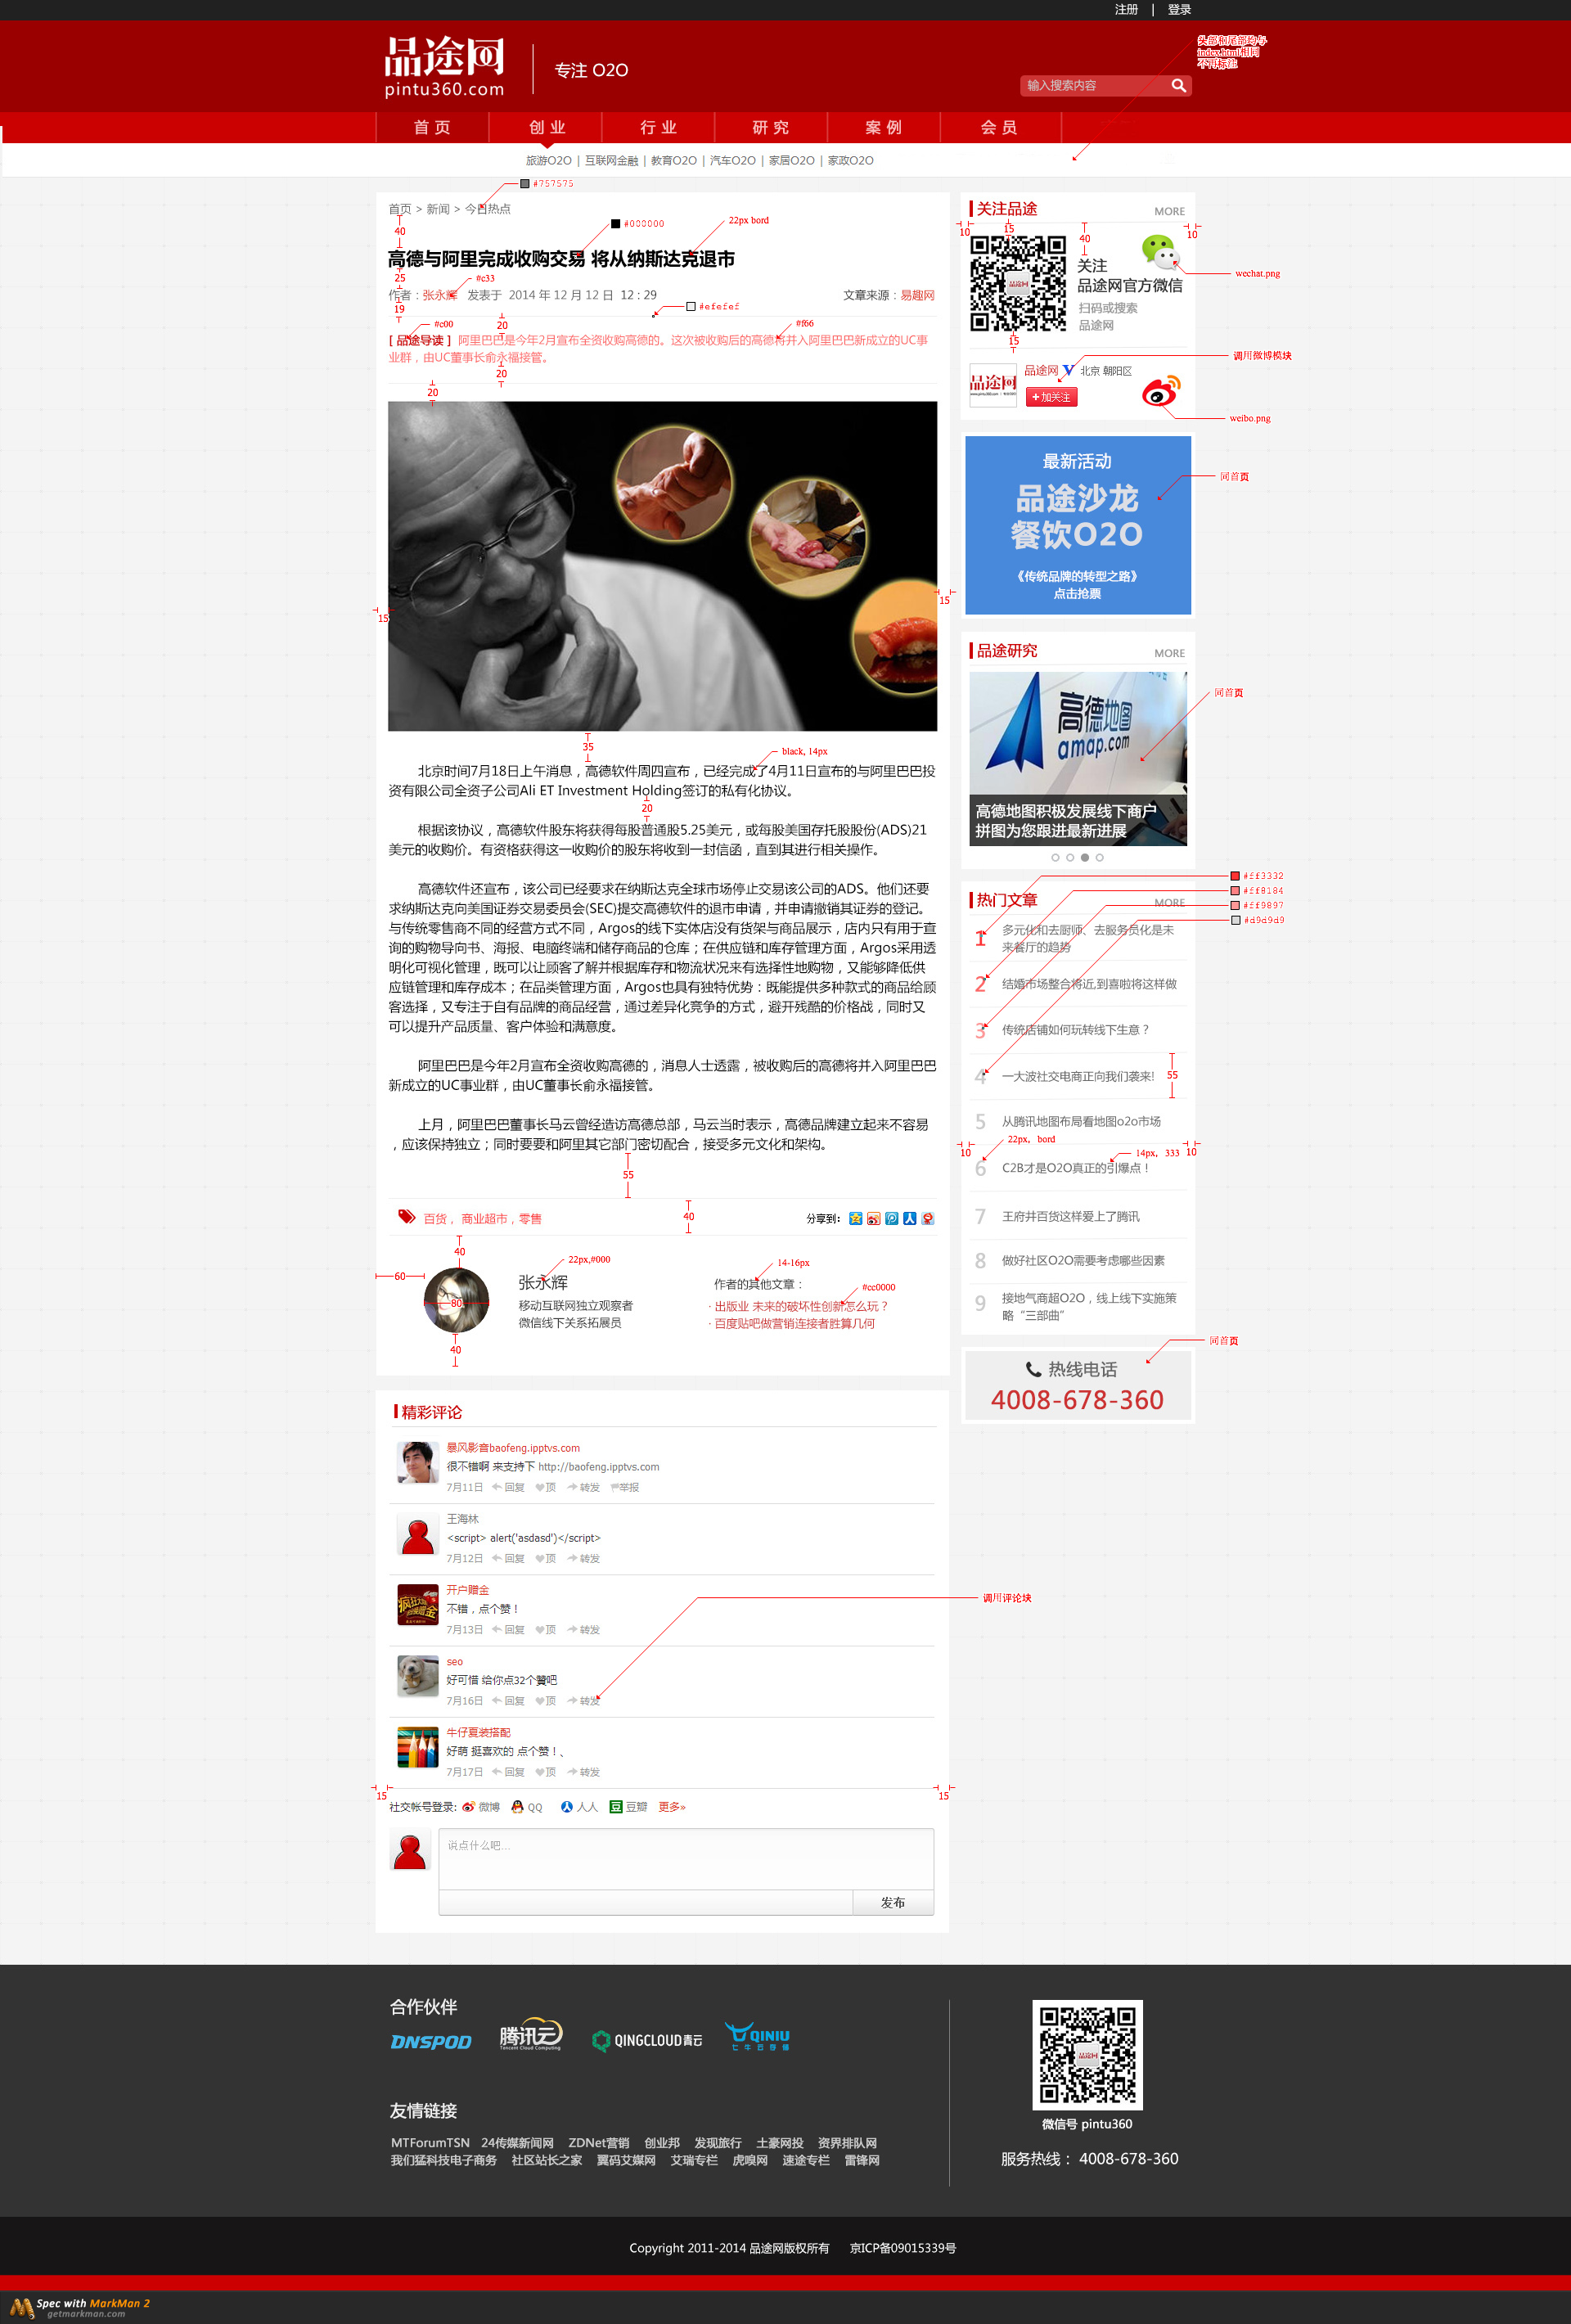 注册 | 登录
品途网
pintu360.com
专注 O2O
头部和尾部均与
index.html相同
不再标注
输入搜索内容
首 页 创 业 行 业 研 究 案 例 会 员
旅游O2O | 互联网金融 | 教育O2O | 汽车O2O | 家居O2O | 家政O2O
#757575
首页 > 新闻 > 今日热点
40
#000000
22px bord
高德与阿里完成收购交易 将从纳斯达克退市
25
#c33
作者：张永辉 发表于 2014 年 12 月 12 日 12 : 29 文章来源：易趣网
19
#efefef
#c00
20
#ff66
[ 品途导读 ] 阿里巴巴是今年2月宣布全资收购高德的。这次被收购后的高德将并入阿里巴巴新成立的UC事
业群，由UC董事长俞永福接管。
20
20
15
15
35
black, 14px
北京时间7月18日上午消息，高德软件周四宣布，已经完成了4月11日宣布的与阿里巴巴投
资有限公司全资子公司Ali ET Investment Holding签订的私有化协议。
20
根据该协议，高德软件股东将获得每股普通股5.25美元，或每股美国存托股股份(ADS)21
美元的收购价。有资格获得这一收购价的股东将收到一封信函，直到其进行相关操作。
高德软件还宣布，该公司已经要求在纳斯达克全球市场停止交易该公司的ADS。他们还要
求纳斯达克向美国证券交易委员会(SEC)提交高德软件的退市申请，并申请撤销其证券的登记。
与传统零售商不同的经营方式不同，Argos的线下实体店没有货架与商品展示，店内只有用于查
询的购物导向书、海报、电脑终端和储存商品的仓库；在供应链和库存管理方面，Argos采用透
明化可视化管理，既可以让顾客了解并根据库存和物流状况来有选择性地购物，又能够降低供
应链管理和库存成本；在品类管理方面，Argos也具有独特优势：既能提供多种款式的商品给顾
客选择，又专注于自有品牌的商品经营，通过差异化竞争的方式，避开残酷的价格战，同时又
可以提升产品质量、客户体验和满意度。
阿里巴巴是今年2月宣布全资收购高德的，消息人士透露，被收购后的高德将并入阿里巴巴
新成立的UC事业群，由UC董事长俞永福接管。
上月，阿里巴巴董事长马云曾经造访高德总部，马云当时表示，高德品牌建立起来不容易
，应该保持独立；同时要要和阿里其它部门密切配合，接受多元文化和架构。
55
百货， 商业超市，零售
40
分享到：
40
60
80
40
22px,#000
张永辉
移动互联网独立观察者
微信线下关系拓展员
14-16px
作者的其他文章：
#cc0000
· 出版业 未来的破坏性创新怎么玩？
· 百度贴吧做营销连接者胜算几何
精彩评论
暴风影音baofeng.ipptvs.com
很不错啊 来支持下 http://baofeng.ipptvs.com
7月11日 回复 顶 转发 举报
王海林
<script> alert('asdasd')</script>
7月12日 回复 顶 转发
开户赠金
不错，点个赞！
7月13日 回复 顶 转发
调用评论块
seo
好可惜 给你点32个贊吧
7月16日 回复 顶 转发
牛仔夏装搭配
好萌 挺喜欢的 点个赞！、
7月17日 回复 顶 转发
15
15
社交帐号登录: 微博 QQ 人人 豆瓣 更多»
说点什么吧...
发布
关注品途 MORE
10
15
40
10
关注
品途网官方微信
扫码或搜索
品途网
wechat.png
15
调用微博模块
品途网
www.pintu360.com
品途网 V 北京 朝阳区
+ 加关注
weibo.png
最新活动
品途沙龙
餐饮O2O
《传统品牌的转型之路》
点击抢票
同首页
品途研究 MORE
高德地图
amap.com
高德地图积极发展线下商户
拼图为您跟进最新进展
同首页
热门文章 MORE
#ff3332
#ff8184
#ff9897
#d9d9d9
1 多元化和去厨师、去服务员化是未
来餐厅的趋势
2 结婚市场整合将近,到喜啦将这样做
3 传统店铺如何玩转线下生意？
4 一大波社交电商正向我们袭来!
55
5 从腾讯地图布局看地图o2o市场
10
22px, bord
14px, 333
10
6 C2B才是O2O真正的引爆点！
7 王府井百货这样爱上了腾讯
8 做好社区O2O需要考虑哪些因素
9 接地气商超O2O，线上线下实施策
略“三部曲”
同首页
热线电话
4008-678-360
合作伙伴
DNSPOD
腾讯云
Tencent Cloud Computing
QINGCLOUD青云
QINIU
七牛云存储
友情链接
MTForumTSN 24传媒新闻网 ZDNet营销 创业邦 发现旅行 土豪网投 资界排队网
我们猛科技电子商务 社区站长之家 翼码艾媒网 艾瑞专栏 虎嗅网 速途专栏 雷锋网
微信号 pintu360
服务热线： 4008-678-360
Copyright 2011-2014 品途网版权所有 京ICP备09015339号
Spec with MarkMan 2
getmarkman.com